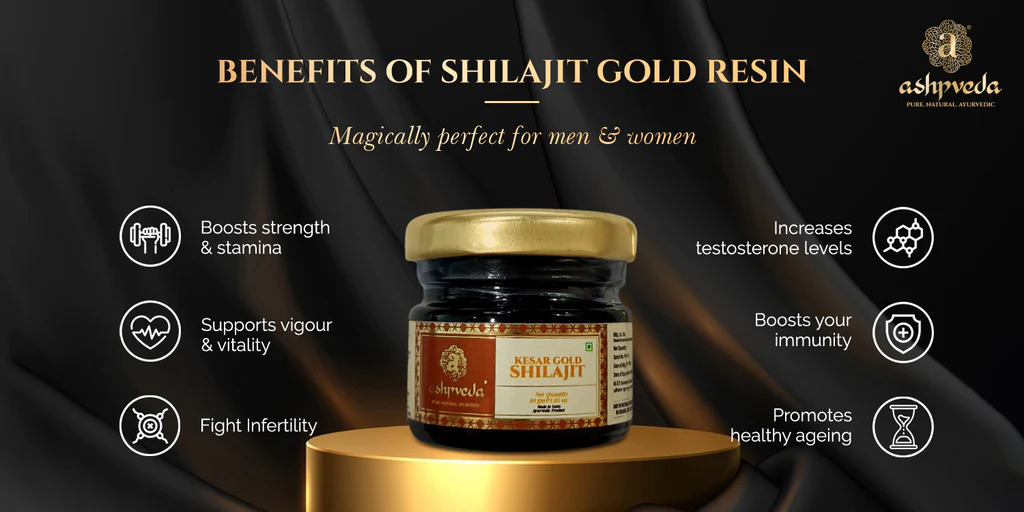 BENEFITS OF SHILAJIT GOLD RESIN
Magically perfect for men & women
a
ashpveda
PURE. NATURAL. AYURVEDIC
Boosts strength
& stamina
Supports vigour
& vitality
Fight Infertility
Increases
testosterone levels
Boosts your
immunity
Promotes
healthy ageing
ashpveda
KESAR GOLD
SHILAJIT
Net Quantity
Made in India
Ayurvedic Product